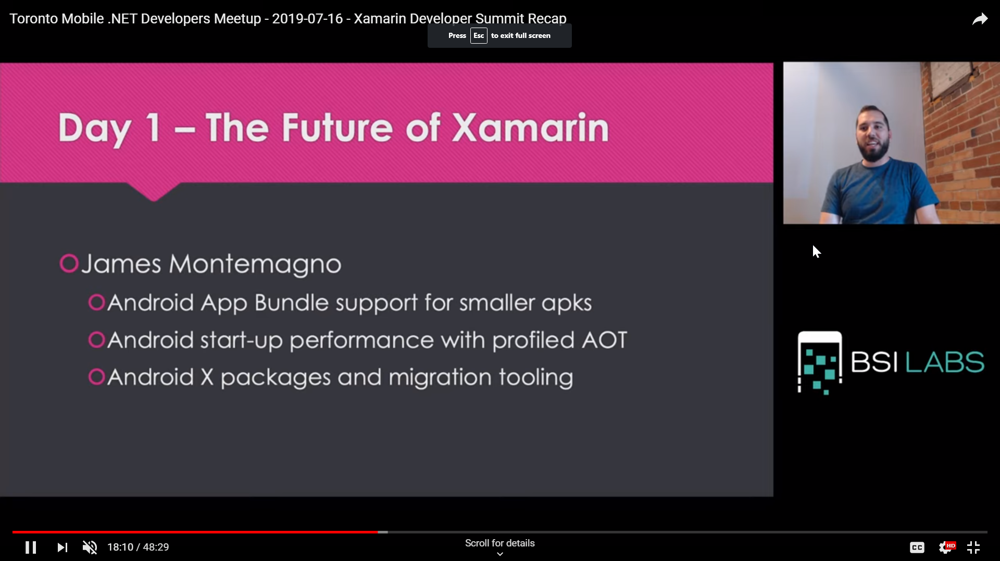 Toronto Mobile .NET Developers Meetup - 2019-07-16 - Xamarin Developer Summit Recap
Press Esc to exit full screen
Day 1 – The Future of Xamarin
James Montemagno
Android App Bundle support for smaller apks
Android start-up performance with profiled AOT
Android X packages and migration tooling
BSI LABS
Scroll for details
18:10 / 48:29
CC
HD